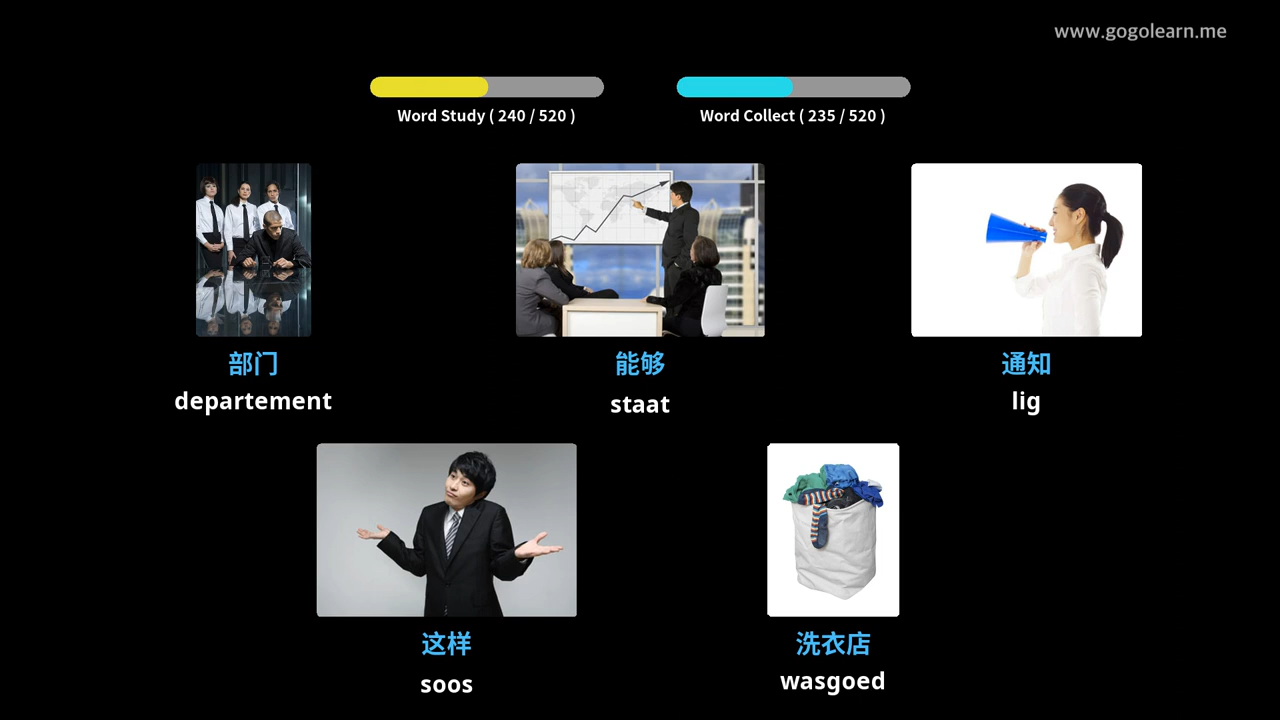 www.gogolearn.me
Word Study ( 240 / 520 )
Word Collect ( 235 / 520 )
部门
departement
能够
staat
通知
lig
这样
soos
洗衣店
wasgoed